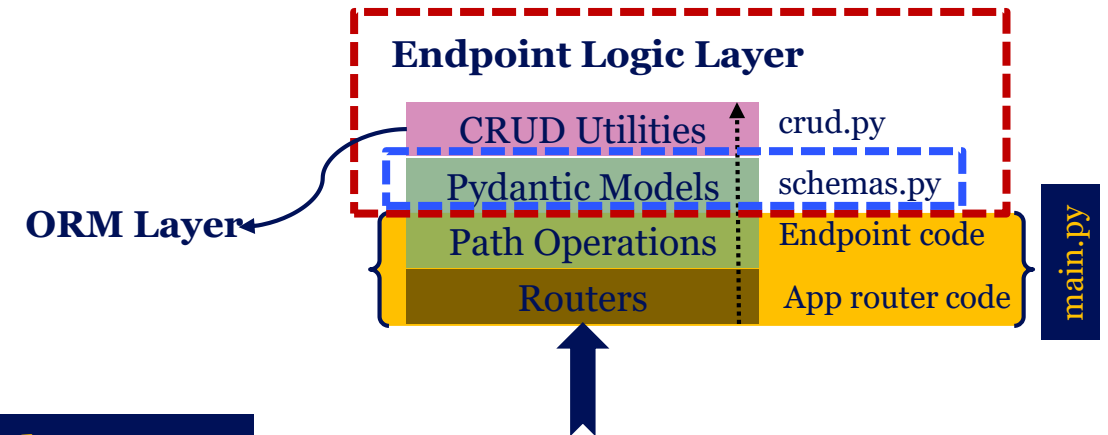 Endpoint Logic Layer
CRUD Utilities
crud.py
Pydantic Models
schemas.py
ORM Layer
Path Operations
Endpoint code
Routers
App router code
main.py